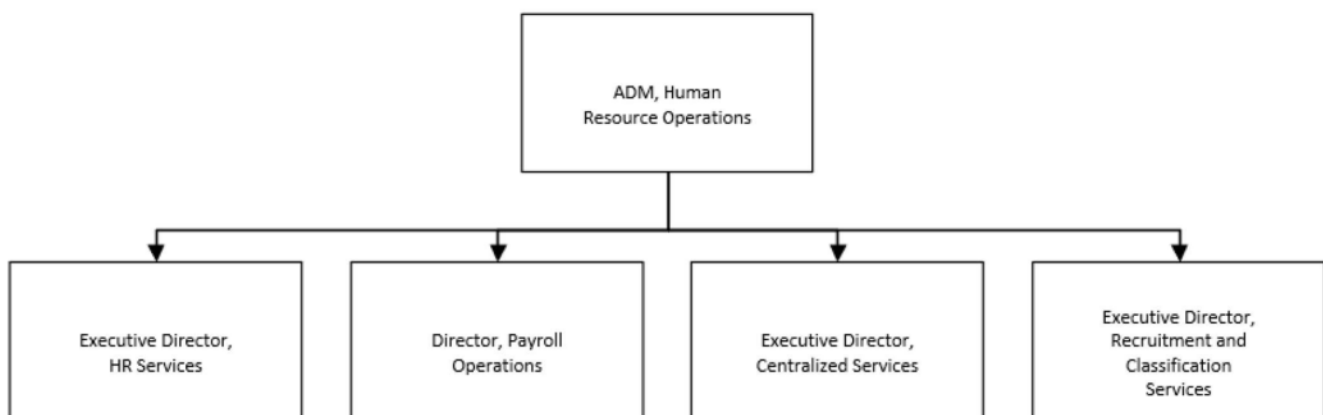 ADM, Human
Resource Operations
Executive Director,
HR Services
Director, Payroll
Operations
Executive Director,
Centralized Services
Executive Director,
Recruitment and
Classification
Services